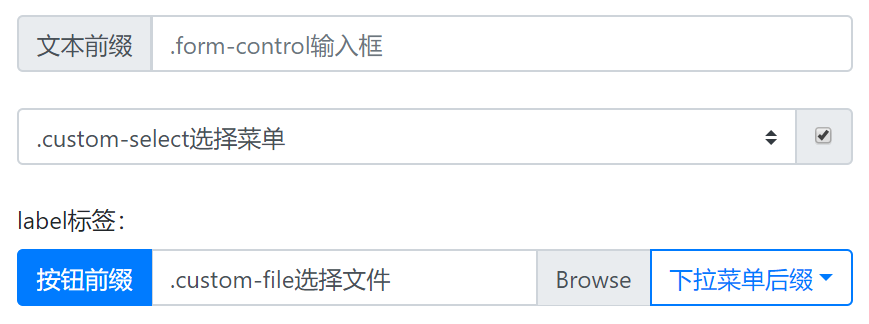 文本前缀 .form-control输入框
.custom-select选择菜单
label标签：
按钮前缀 .custom-file选择文件 Browse 下拉菜单后缀